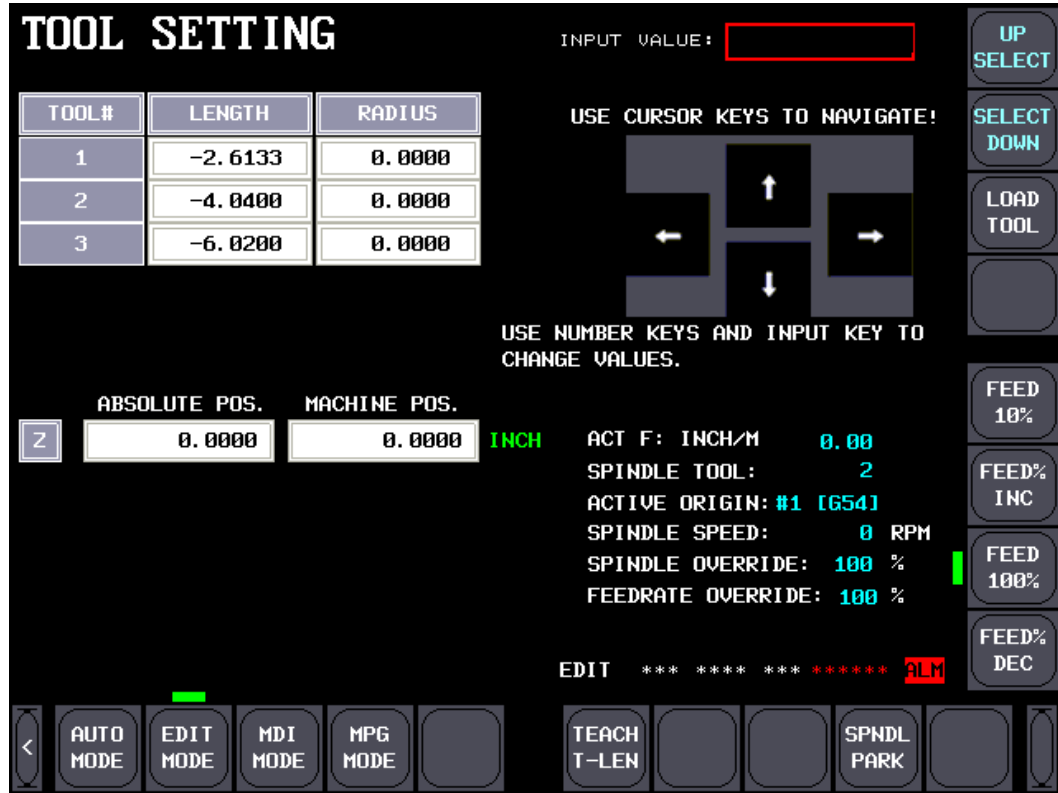 TOOL SETTING
INPUT VALUE:
UP
SELECT
TOOL# LENGTH RADIUS
1 -2.6133 0.0000
2 -4.0400 0.0000
3 -6.0200 0.0000
USE CURSOR KEYS TO NAVIGATE!
SELECT
DOWN
LOAD
TOOL
USE NUMBER KEYS AND INPUT KEY TO
CHANGE VALUES.
ABSOLUTE POS. MACHINE POS.
Z 0.0000 0.0000 INCH
ACT F: INCH/M 0.00
SPINDLE TOOL: 2
ACTIVE ORIGIN: #1 [G54]
SPINDLE SPEED: 0 RPM
SPINDLE OVERRIDE: 100 %
FEEDRATE OVERRIDE: 100 %
FEED
10%
FEED%
INC
FEED
100%
FEED%
DEC
EDIT *** **** *** ****** ALM
<
AUTO
MODE
EDIT
MODE
MDI
MODE
MPG
MODE
TEACH
T-LEN
SPNDL
PARK